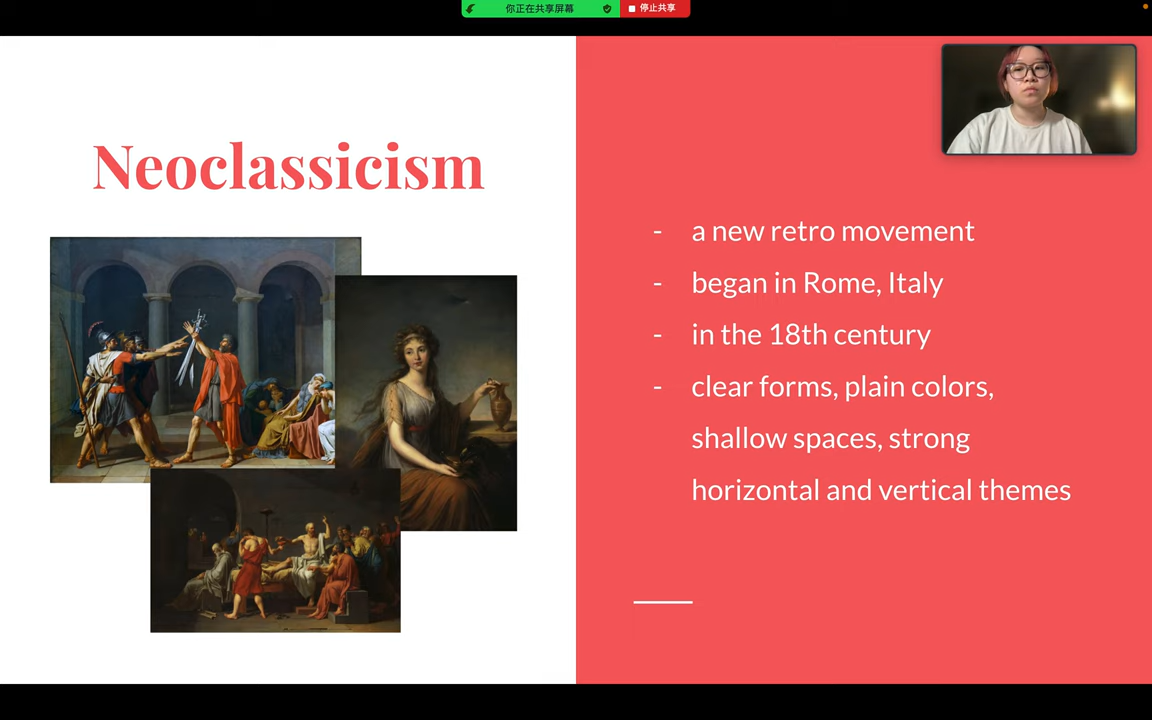 你正在共享屏幕
停止共享
Neoclassicism
- a new retro movement
- began in Rome, Italy
- in the 18th century
- clear forms, plain colors,
shallow spaces, strong
horizontal and vertical themes